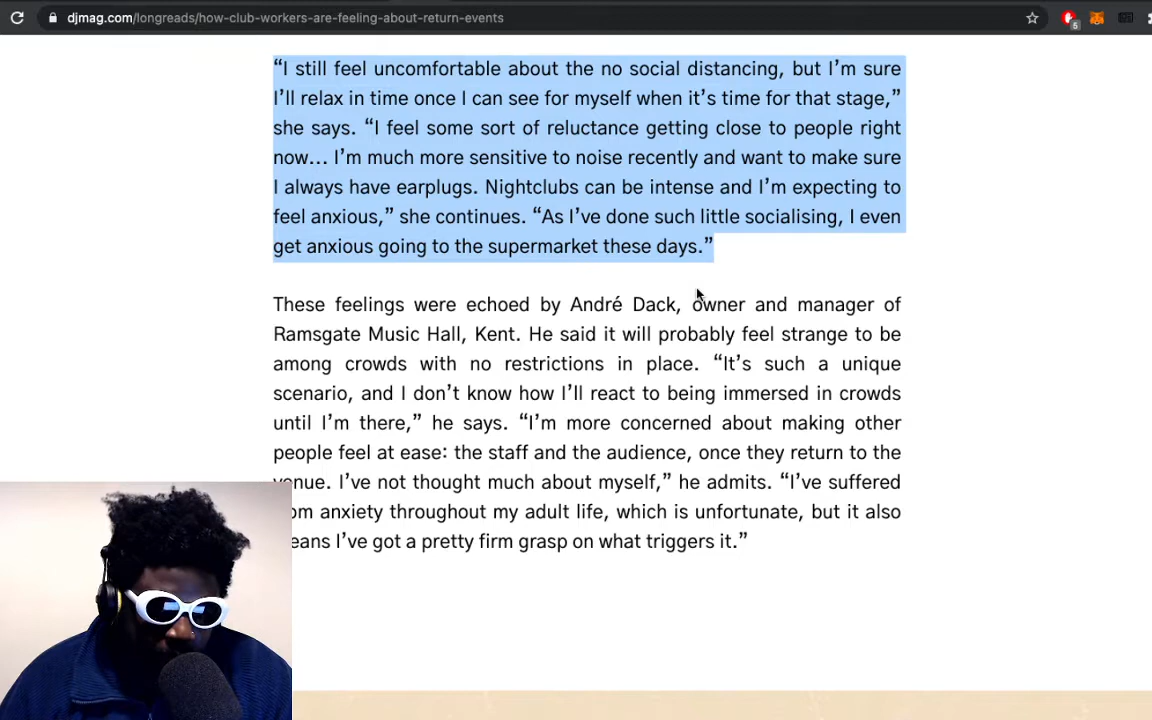 djmag.com/longreads/how-club-workers-are-feeling-about-return-events
5
“I still feel uncomfortable about the no social distancing, but I’m sure
I’ll relax in time once I can see for myself when it’s time for that stage,”
she says. “I feel some sort of reluctance getting close to people right
now… I’m much more sensitive to noise recently and want to make sure
I always have earplugs. Nightclubs can be intense and I’m expecting to
feel anxious,” she continues. “As I’ve done such little socialising, I even
get anxious going to the supermarket these days.”
These feelings were echoed by André Dack, owner and manager of
Ramsgate Music Hall, Kent. He said it will probably feel strange to be
among crowds with no restrictions in place. “It’s such a unique
scenario, and I don’t know how I’ll react to being immersed in crowds
until I’m there,” he says. “I’m more concerned about making other
people feel at ease: the staff and the audience, once they return to the
venue. I’ve not thought much about myself,” he admits. “I’ve suffered
om anxiety throughout my adult life, which is unfortunate, but it also
eans I’ve got a pretty firm grasp on what triggers it.”